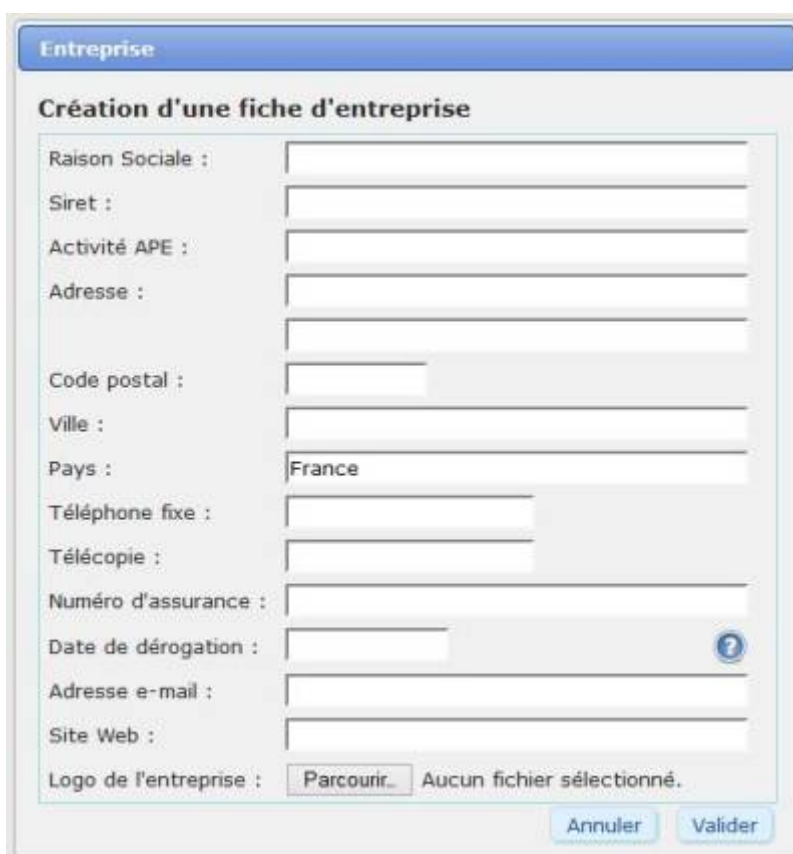 Entreprise
Création d'une fiche d'entreprise
Raison Sociale :
Siret :
Activité APE :
Adresse :
Code postal :
Ville :
Pays : France
Téléphone fixe :
Télécopie :
Numéro d'assurance :
Date de dérogation : ?
Adresse e-mail :
Site Web :
Logo de l'entreprise : Parcourir... Aucun fichier sélectionné.
Annuler Valider